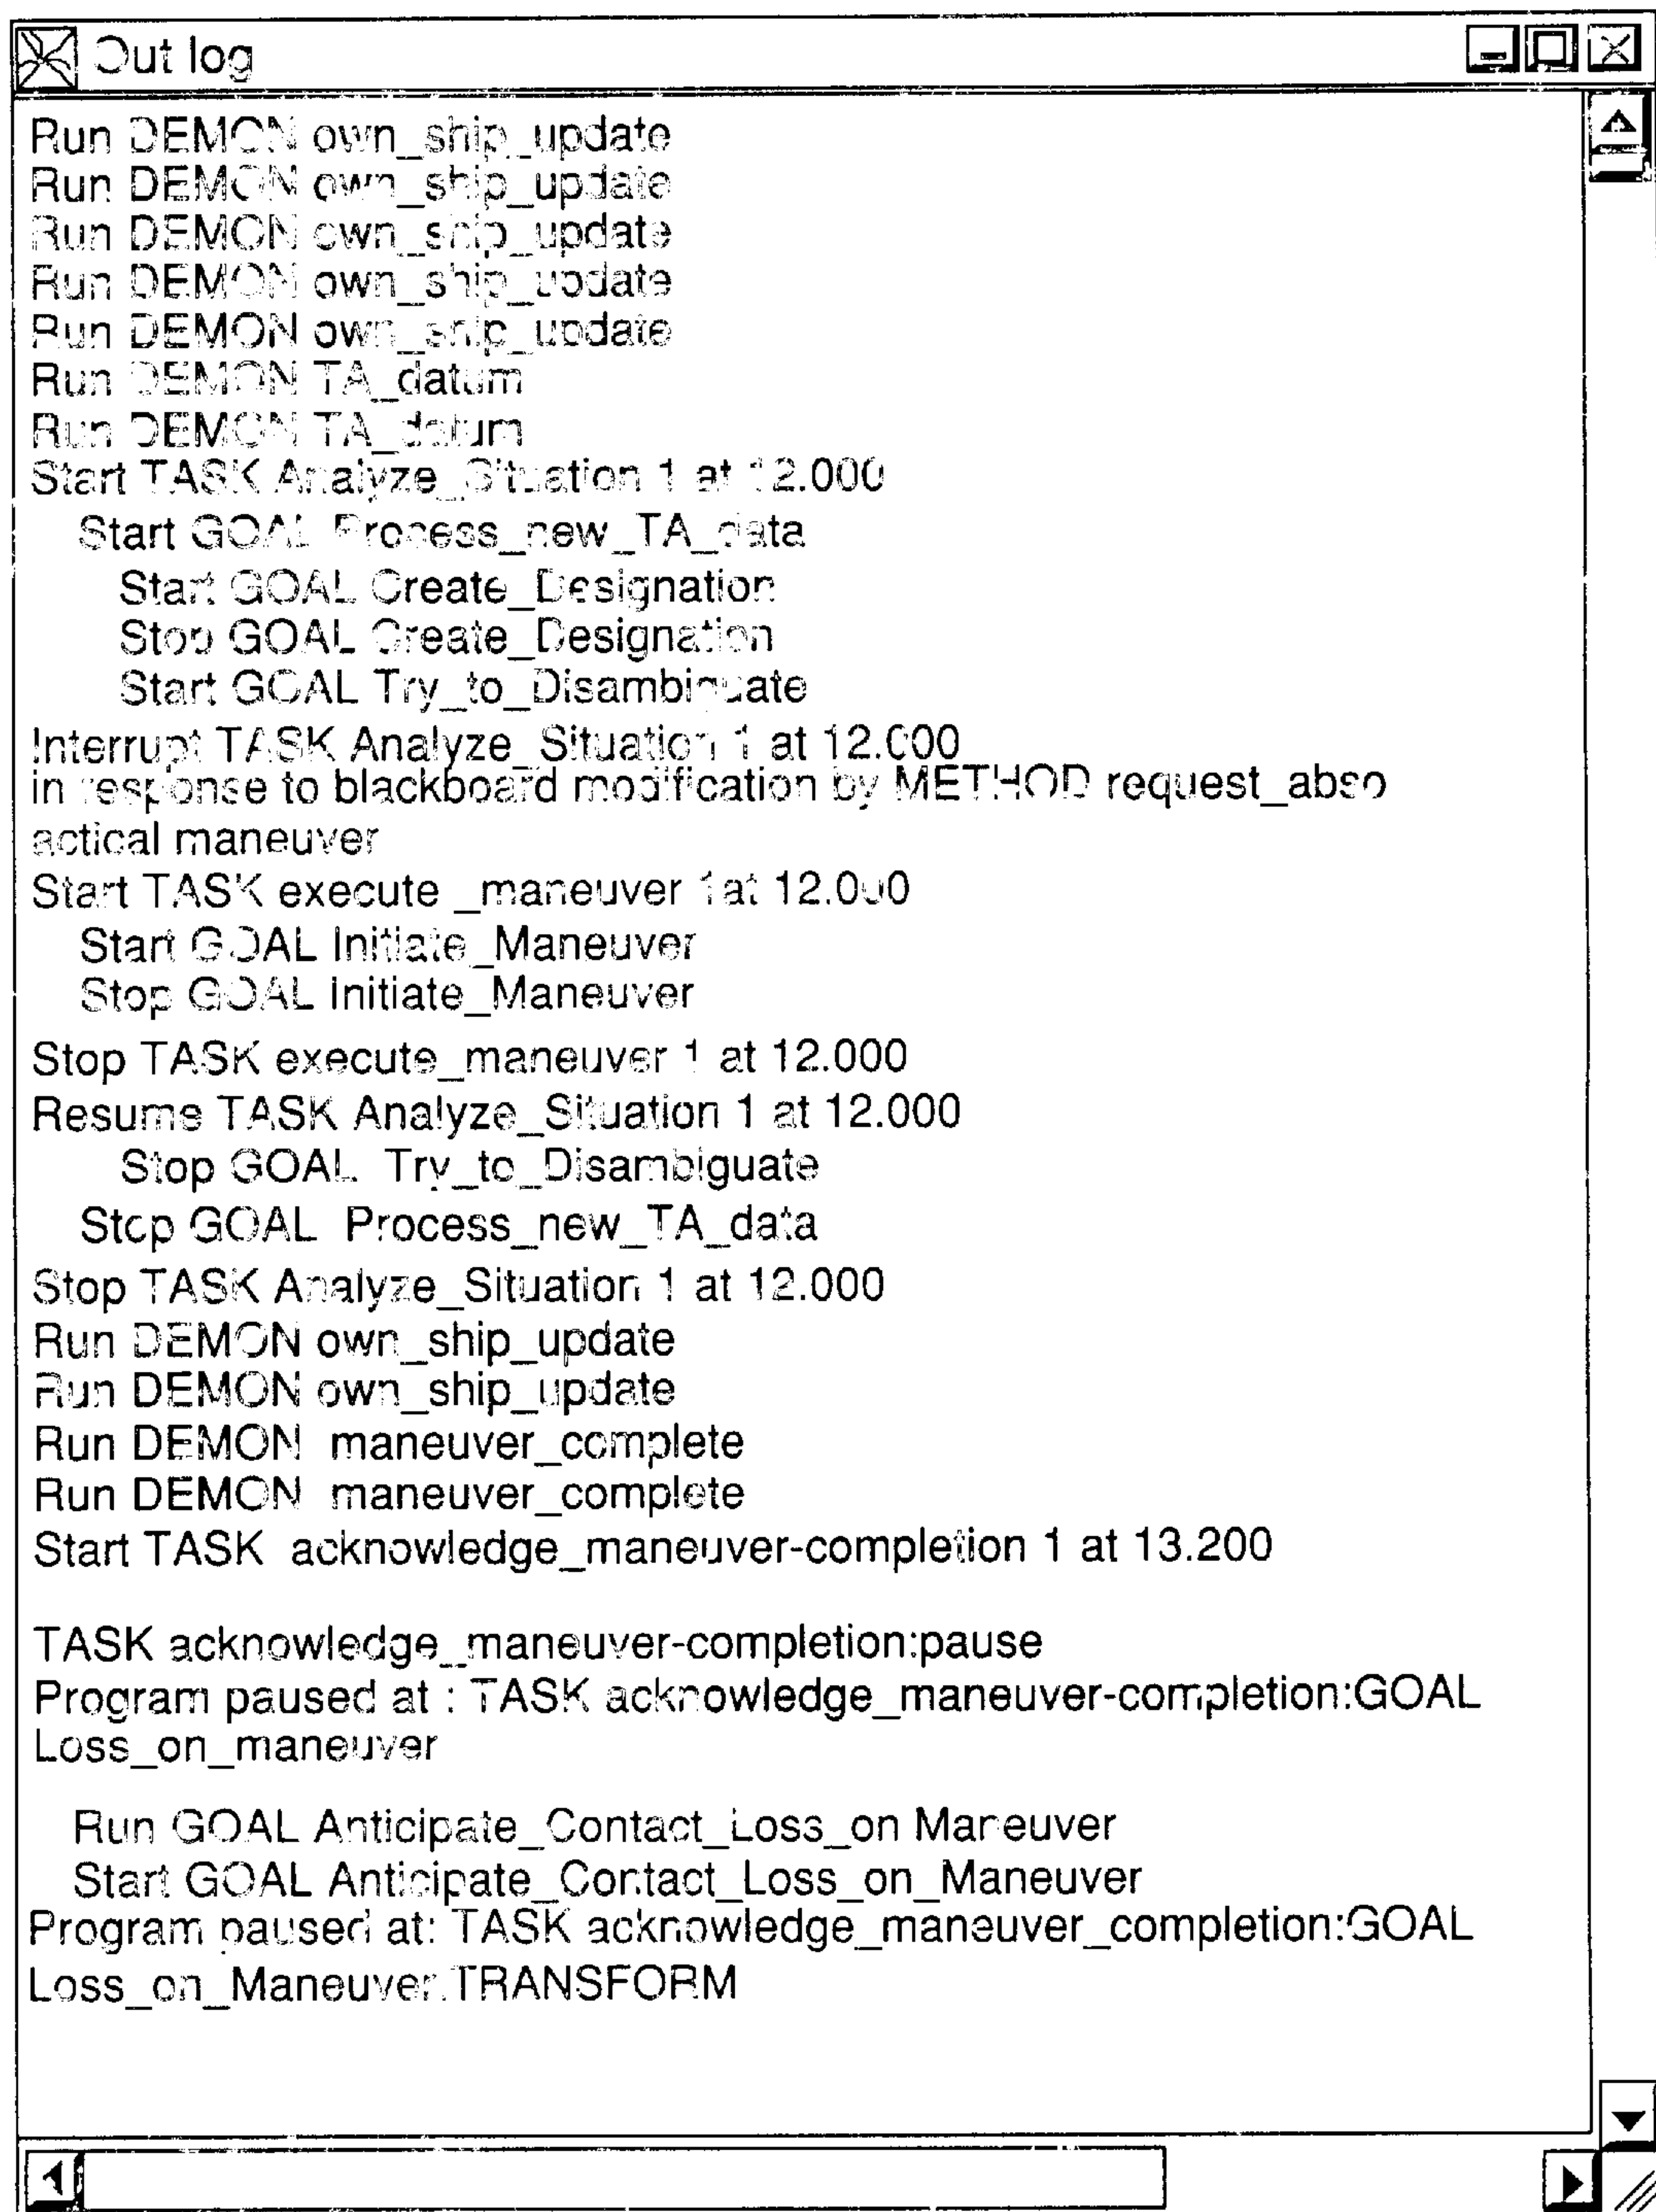 Out log
Run DEMON own_ship_update
Run DEMON own_ship_update
Run DEMON own_ship_update
Run DEMON own_ship_update
Run DEMON own_ship_update
Run DEMON TA_datum
Run DEMON TA_datum
Start TASK Analyze_Situation 1 at 12.000
Start GOAL Process_new_TA_data
Start GOAL Create_Designation
Stop GOAL Create_Designation
Start GOAL Try_to_Disambiguate
Interrupt TASK Analyze_Situation 1 at 12.000
in response to blackboard modification by METHOD request_abso
actical maneuver
Start TASK execute _maneuver 1at 12.000
Start GOAL Initiate_Maneuver
Stop GOAL Initiate_Maneuver
Stop TASK execute_maneuver 1 at 12.000
Resume TASK Analyze_Situation 1 at 12.000
Stop GOAL Try_to_Disambiguate
Stop GOAL Process_new_TA_data
Stop TASK Analyze_Situation 1 at 12.000
Run DEMON own_ship_update
Run DEMON own_ship_update
Run DEMON maneuver_complete
Run DEMON maneuver_complete
Start TASK acknowledge_maneuver-completion 1 at 13.200
TASK acknowledge_maneuver-completion:pause
Program paused at : TASK acknowledge_maneuver-completion:GOAL
Loss_on_maneuver
Run GOAL Anticipate_Contact_Loss_on Maneuver
Start GOAL Anticipate_Contact_Loss_on_Maneuver
Program paused at: TASK acknowledge_maneuver_completion:GOAL
Loss_on_Maneuver:TRANSFORM